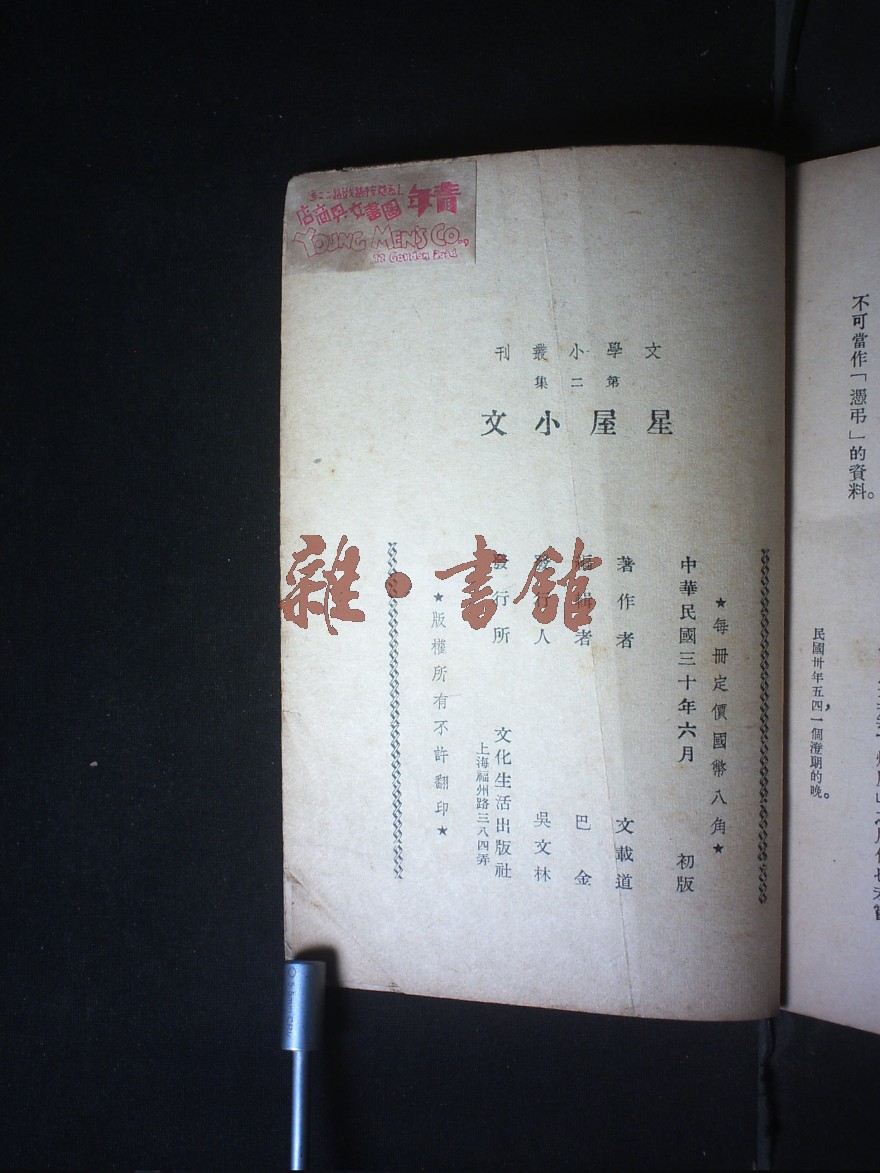 青年
圖書文具商店
YOUNG MEN'S CO.,
文學小叢刊
第二集
星屋小文
★每冊定價國幣八角★
中華民國三十年六月 初版
著作者 文載道
編輯者 巴金
發行人 吳文林
發行所 文化生活出版社
上海福州路三八四弄
★版權所有不許翻印★
雜·書館
不可當作「憑弔」的資料。
民國卅年五四,一個澄期的晚。